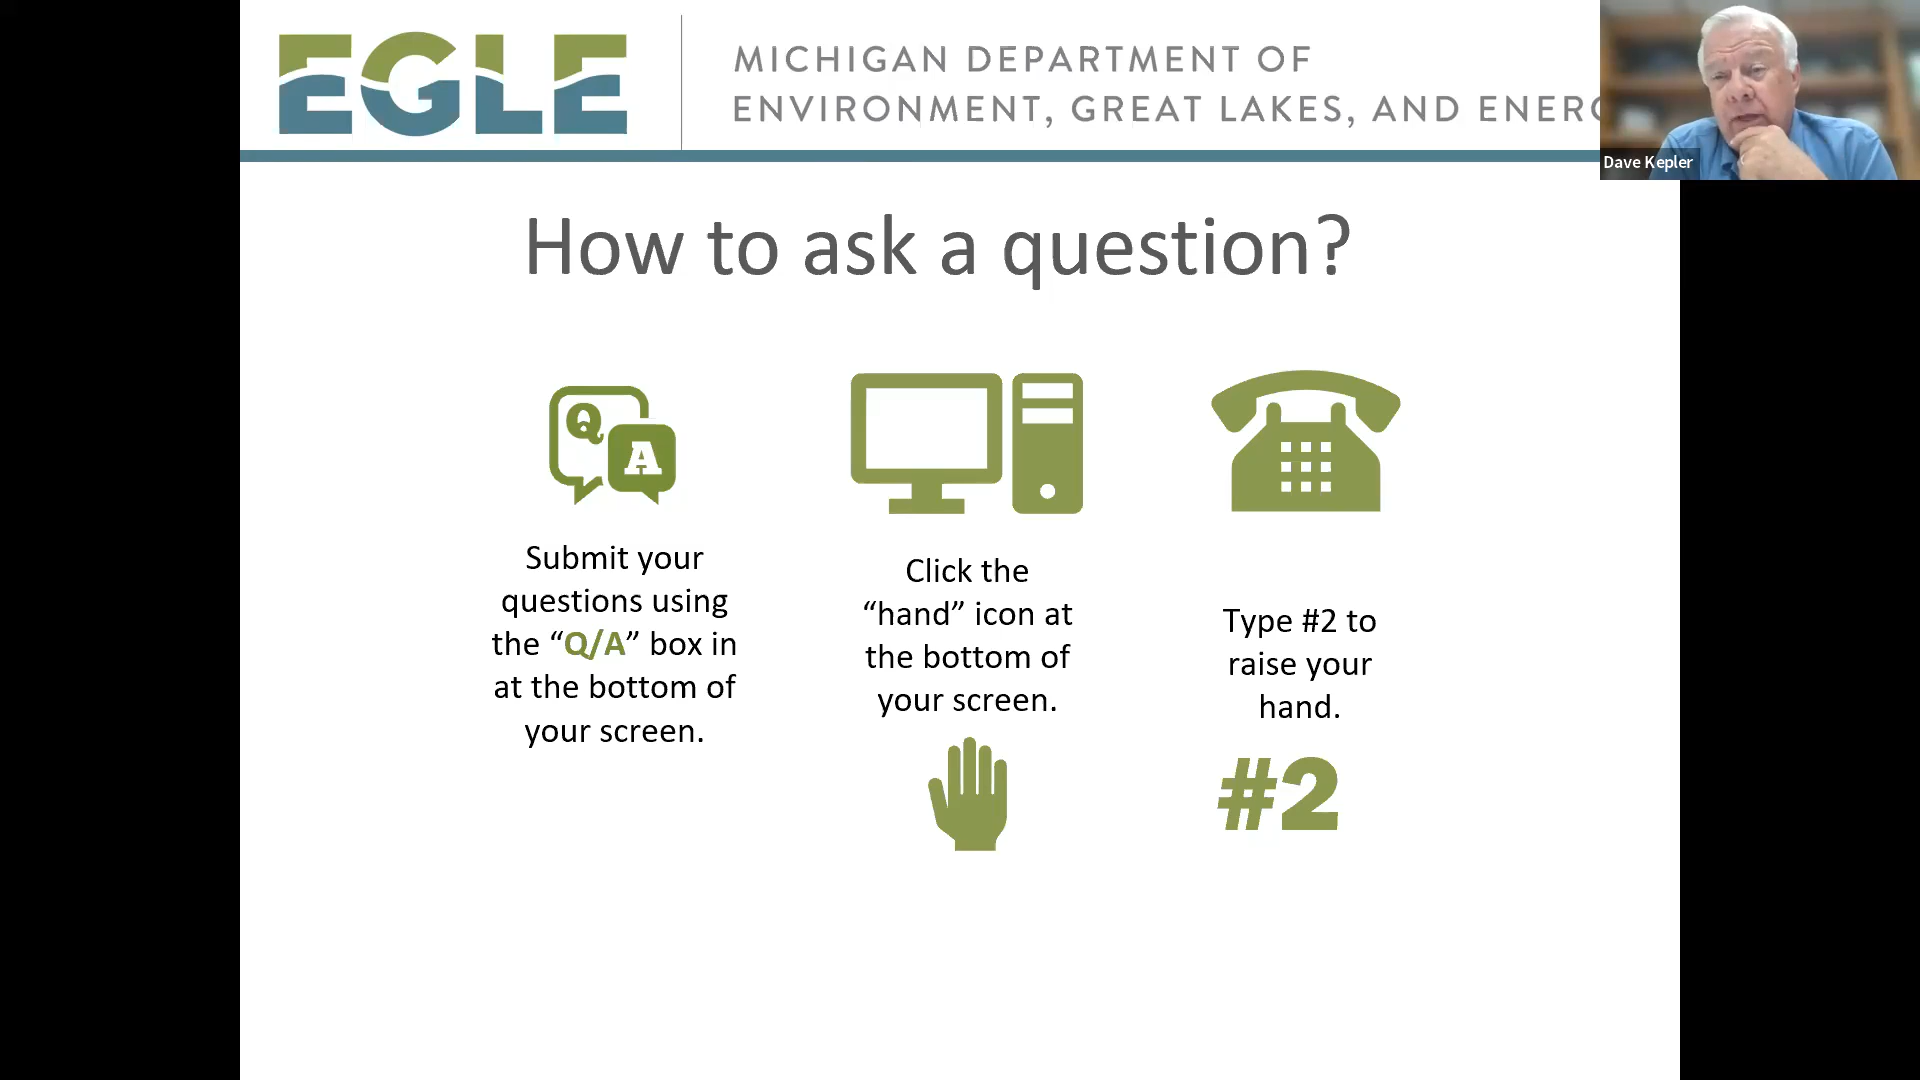 EGLE
MICHIGAN DEPARTMENT OF
ENVIRONMENT, GREAT LAKES, AND ENERG
Dave Kepler
How to ask a question?
Q
A
Submit your
questions using
the “Q/A” box in
at the bottom of
your screen.
Click the
“hand” icon at
the bottom of
your screen.
Type #2 to
raise your
hand.
#2